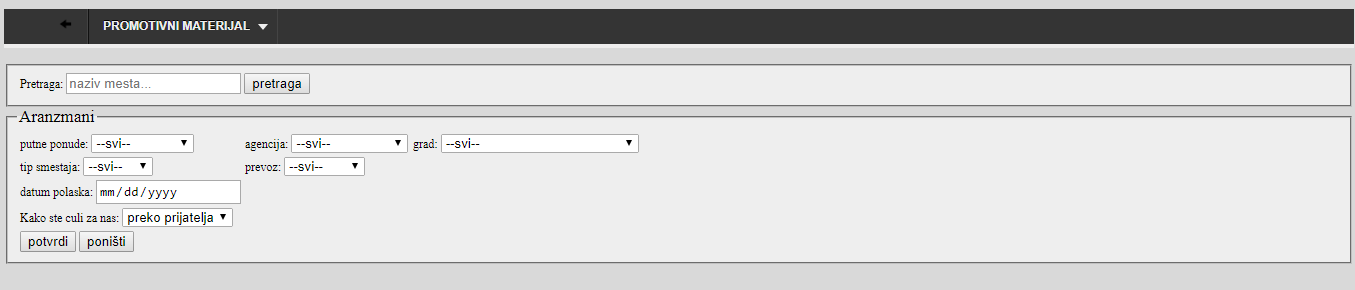 PROMOTIVNI MATERIJAL
Pretraga: naziv mesta... pretraga
Aranzmani
putne ponude: --svi-- agencija: --svi-- grad: --svi--
tip smestaja: --svi-- prevoz: --svi--
datum polaska: mm/dd/yyyy
Kako ste culi za nas: preko prijatelja
potvrdi poništi